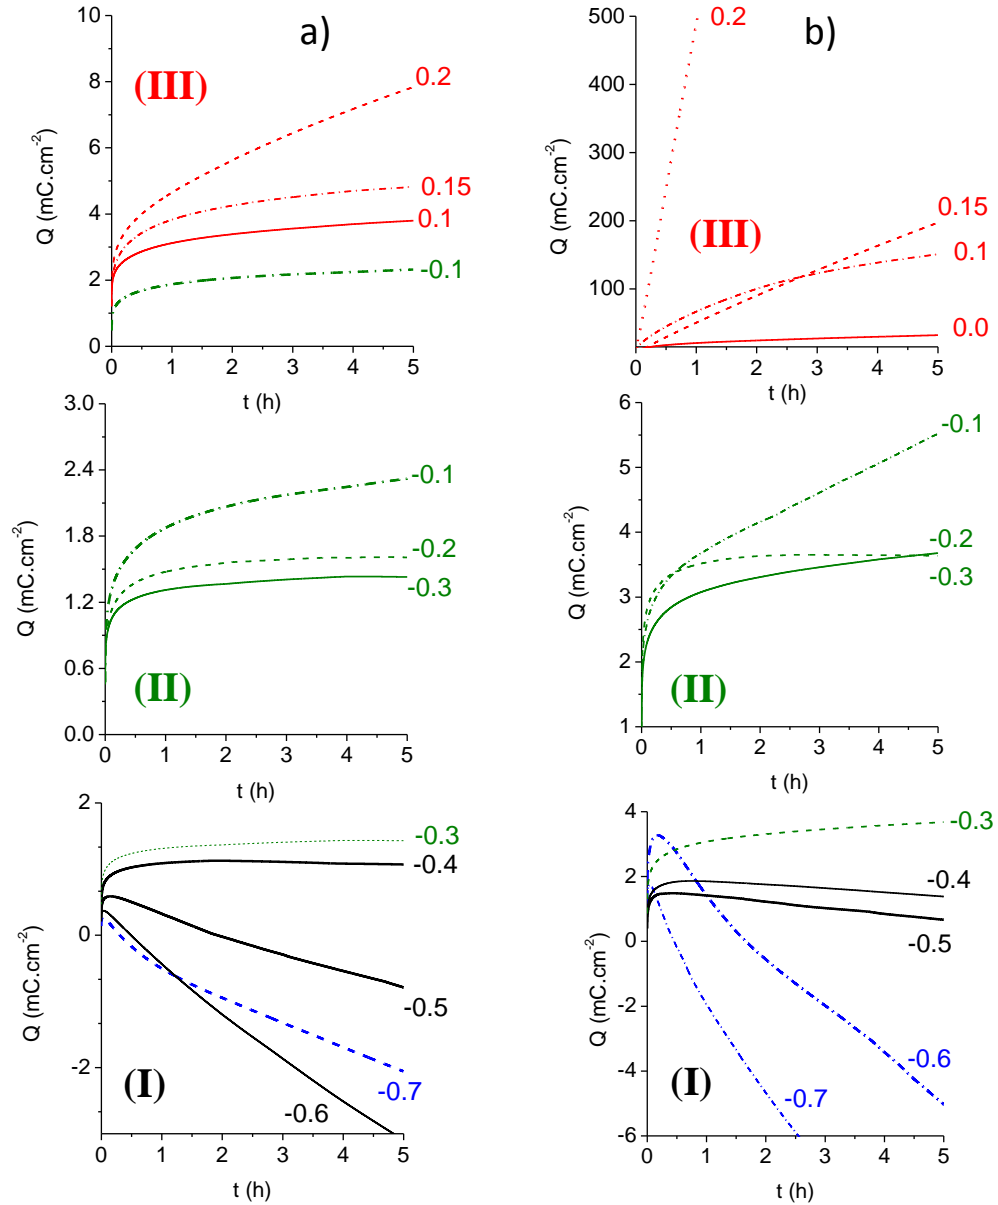 a)
(III)
10
8
6
4
2
0
0 1 2 3 4 5
Q (mC.cm-2)
t (h)
0.2
0.15
0.1
-0.1
b)
(III)
500
400
300
200
100
0 1 2 3 4 5
Q (mC.cm-2)
t (h)
0.2
0.15
0.1
0.0
(II)
3.0
2.4
1.8
1.2
0.6
0.0
0 1 2 3 4 5
Q (mC.cm-2)
t (h)
-0.1
-0.2
-0.3
(II)
6
5
4
3
2
1
0 1 2 3 4 5
Q (mC.cm-2)
t (h)
-0.1
-0.2
-0.3
(I)
2
0
-2
0 1 2 3 4 5
Q (mC.cm-2)
t (h)
-0.3
-0.4
-0.5
-0.7
-0.6
(I)
4
2
0
-2
-4
-6
0 1 2 3 4 5
Q (mC.cm-2)
t (h)
-0.3
-0.4
-0.5
-0.6
-0.7